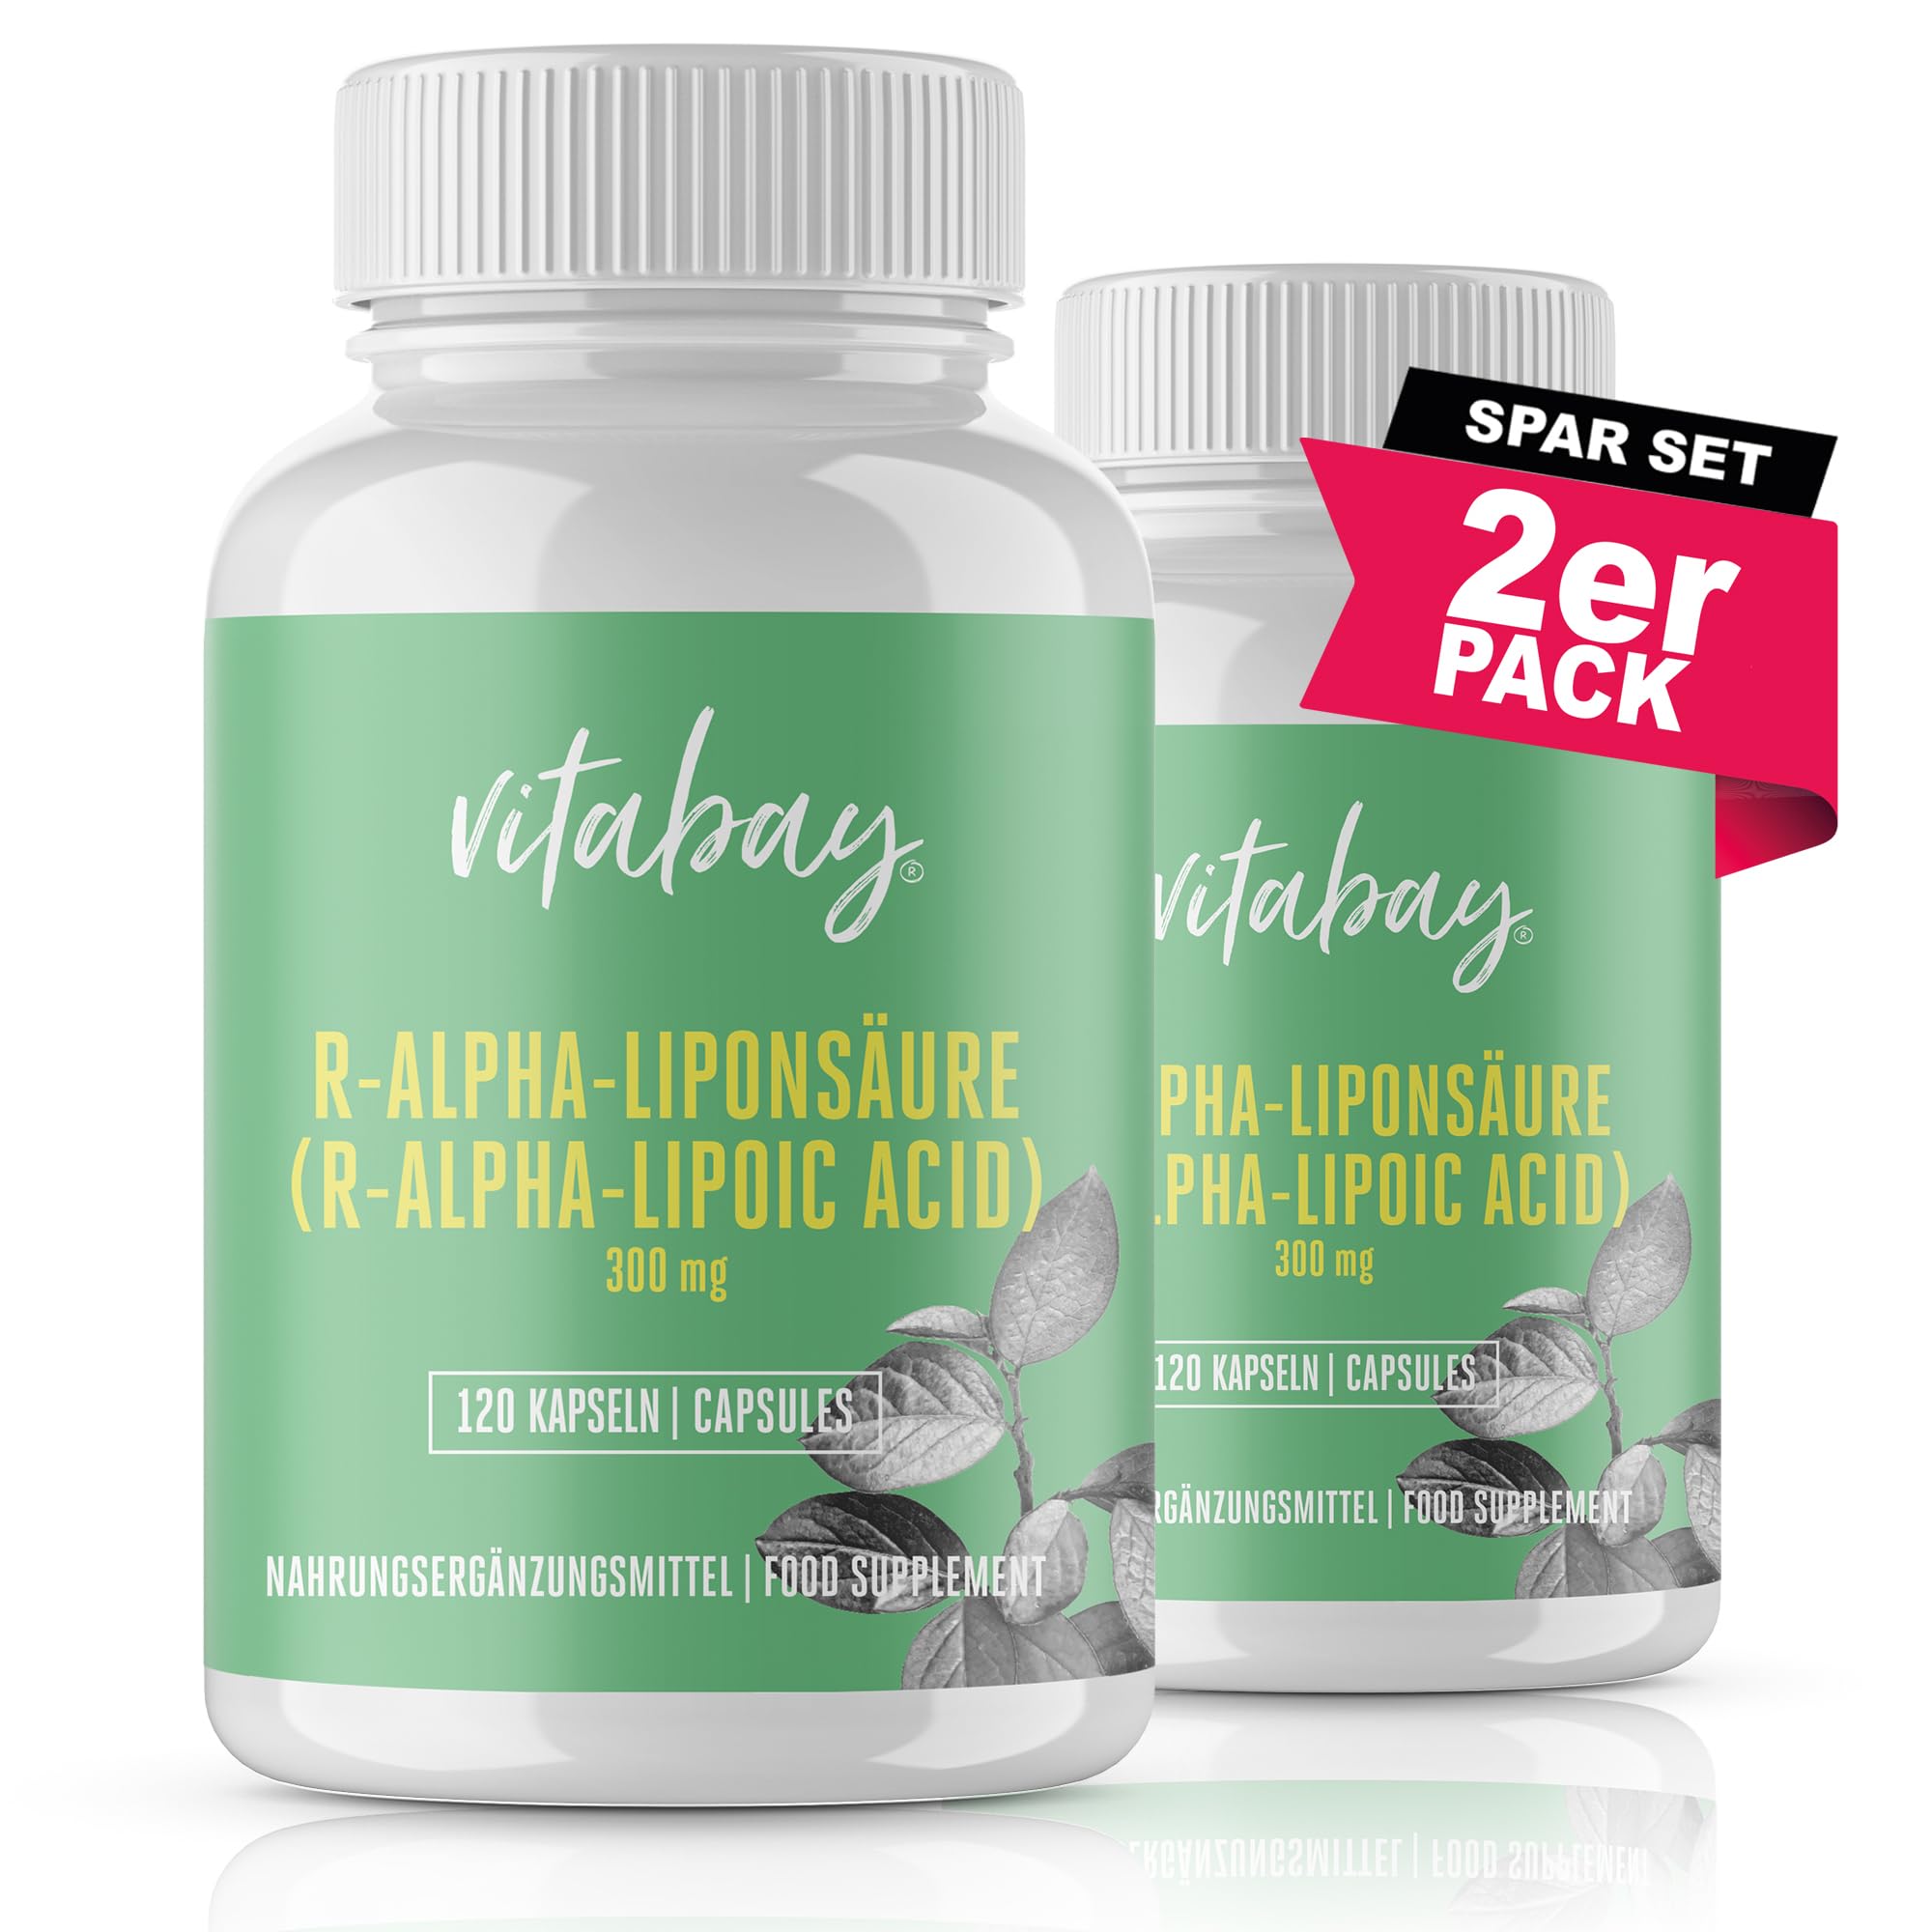 vitabay®
R-ALPHA-LIPONSÄURE
(R-ALPHA-LIPOIC ACID)
300 mg
120 KAPSELN | CAPSULES
NAHRUNGSERGÄNZUNGSMITTEL | FOOD SUPPLEMENT
SPAR SET
2er
PACK
vitabay®
PHA-LIPONSÄURE
PHA-LIPOIC ACID)
300 mg
120 KAPSELN | CAPSULES
RGÄNZUNGSMITTEL | FOOD SUPPLEMENT